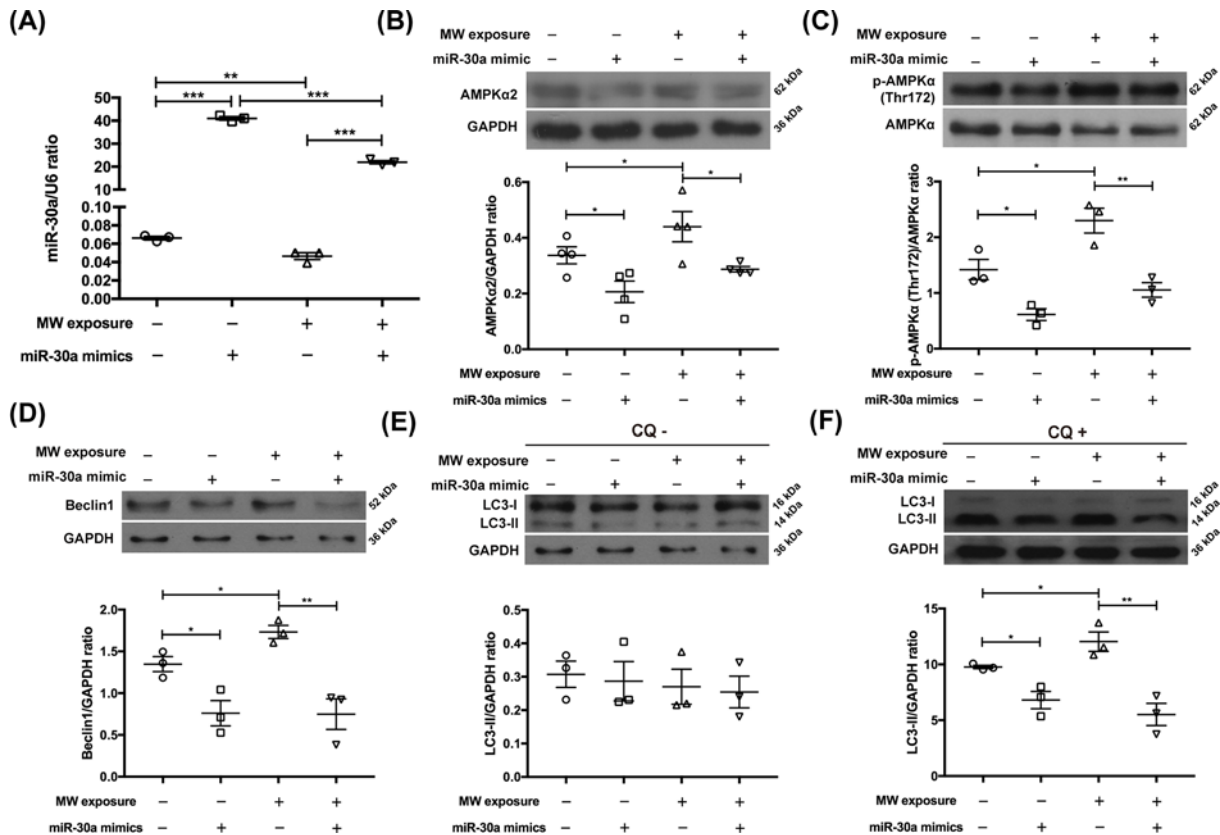 (A)
**
*** ***
***
50
40
30
20
10
0.10
0.08
0.06
0.04
0.02
0.00
miR-30a/U6 ratio
MW exposure – – + +
miR-30a mimics – + – +
(B)
MW exposure – – + +
miR-30a mimic – + – +
AMPKα2 62 kDa
GAPDH 36 kDa
*
*
*
0.6
0.4
0.2
0.0
AMPKα2/GAPDH ratio
MW exposure – – + +
miR-30a mimics – + – +
(C)
MW exposure – – + +
miR-30a mimic – + – +
p-AMPKα
(Thr172) 62 kDa
AMPKα 62 kDa
*
**
*
3
2
1
0
p-AMPKα (Thr172)/AMPKα ratio
MW exposure – – + +
miR-30a mimics – + – +
(D)
MW exposure – – + +
miR-30a mimic – + – +
Beclin1 52 kDa
GAPDH 36 kDa
*
**
*
2.0
1.5
1.0
0.5
0.0
Beclin1/GAPDH ratio
MW exposure – – + +
miR-30a mimics – + – +
(E)
CQ -
MW exposure – – + +
miR-30a mimic – + – +
LC3-I 16 kDa
LC3-II 14 kDa
GAPDH 36 kDa
0.5
0.4
0.3
0.2
0.1
0.0
LC3-II/GAPDH ratio
MW exposure – – + +
miR-30a mimics – + – +
(F)
CQ +
MW exposure – – + +
miR-30a mimic – + – +
LC3-I 16 kDa
LC3-II 14 kDa
GAPDH 36 kDa
*
**
*
15
10
5
0
LC3-II/GAPDH ratio
MW exposure – – + +
miR-30a mimics – + – +